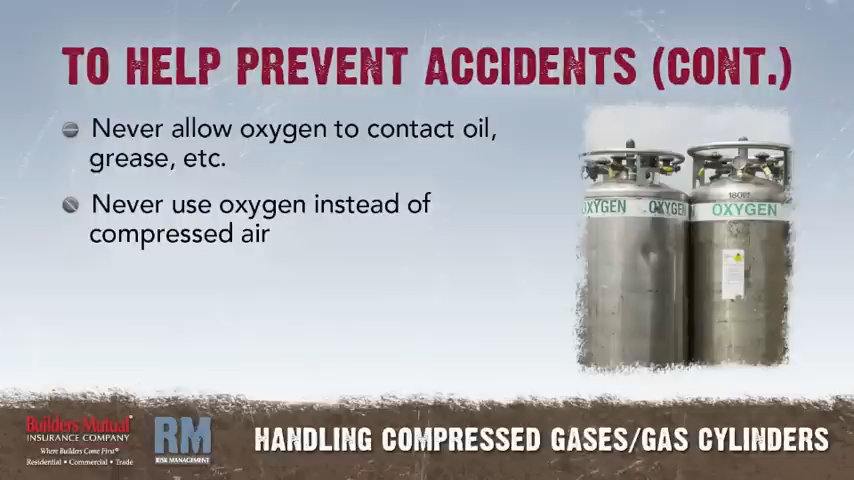 TO HELP PREVENT ACCIDENTS (CONT.)
Never allow oxygen to contact oil,
grease, etc.
Never use oxygen instead of
compressed air
OXYGEN OXYGEN
OXYGEN
Builders Mutual
INSURANCE COMPANY
Where Builders Come First®
Residential • Commercial • Trade
RM
RISK MANAGEMENT
HANDLING COMPRESSED GASES/GAS CYLINDERS